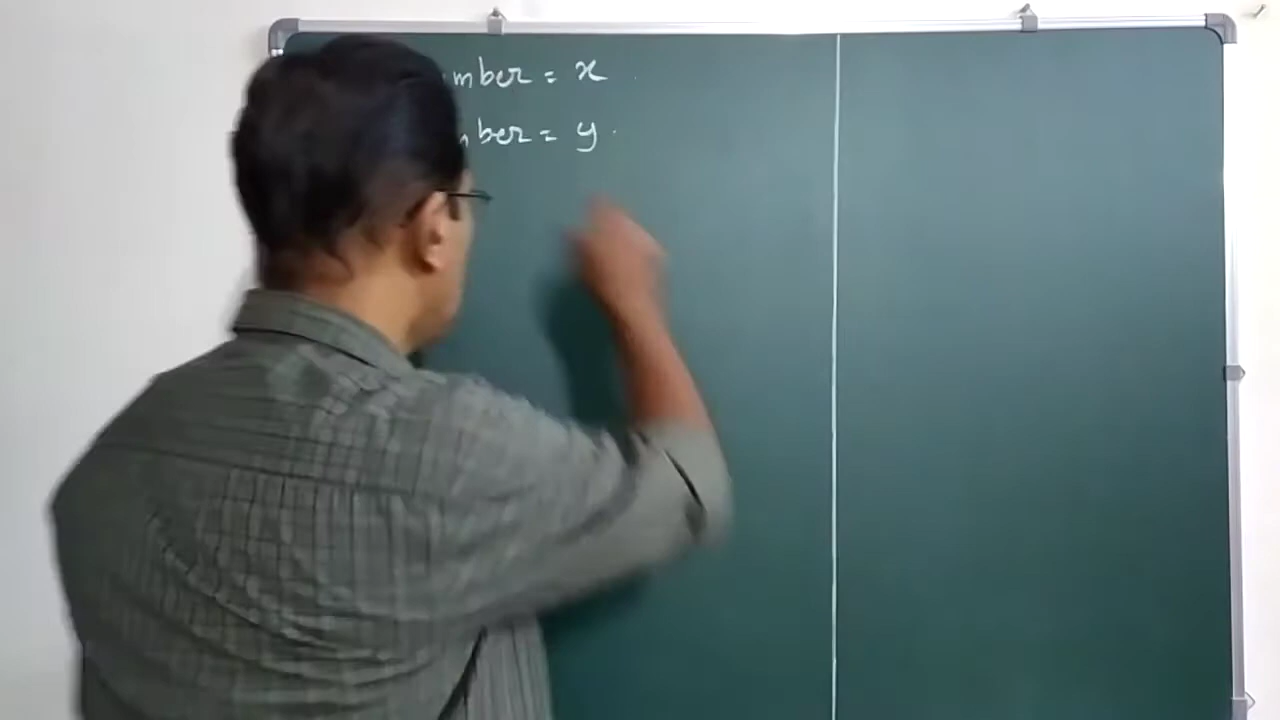 mber = x
ber = y.